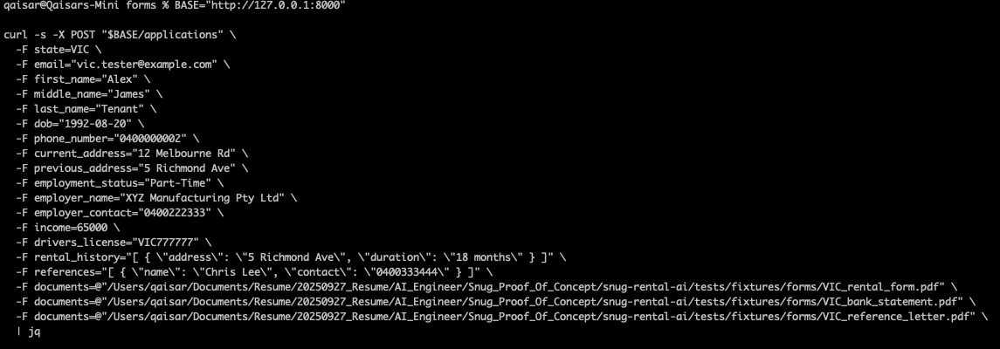 qaisar@Qaisars-Mini forms % BASE="http://127.0.0.1:8000"
curl -s -X POST "$BASE/applications" \
-F state=VIC \
-F email="vic.tester@example.com" \
-F first_name="Alex" \
-F middle_name="James" \
-F last_name="Tenant" \
-F dob="1992-08-20" \
-F phone_number="0400000002" \
-F current_address="12 Melbourne Rd" \
-F previous_address="5 Richmond Ave" \
-F employment_status="Part-Time" \
-F employer_name="XYZ Manufacturing Pty Ltd" \
-F employer_contact="0400222333" \
-F income=65000 \
-F drivers_license="VIC777777" \
-F rental_history="[ { \"address\": \"5 Richmond Ave\", \"duration\": \"18 months\" } ]" \
-F references="[ { \"name\": \"Chris Lee\", \"contact\": \"0400333444\" } ]" \
-F documents=@"/Users/qaisar/Documents/Resume/20250927_Resume/AI_Engineer/Snug_Proof_Of_Concept/snug-rental-ai/tests/fixtures/forms/VIC_rental_form.pdf" \
-F documents=@"/Users/qaisar/Documents/Resume/20250927_Resume/AI_Engineer/Snug_Proof_Of_Concept/snug-rental-ai/tests/fixtures/forms/VIC_bank_statement.pdf" \
-F documents=@"/Users/qaisar/Documents/Resume/20250927_Resume/AI_Engineer/Snug_Proof_Of_Concept/snug-rental-ai/tests/fixtures/forms/VIC_reference_letter.pdf" \
| jq